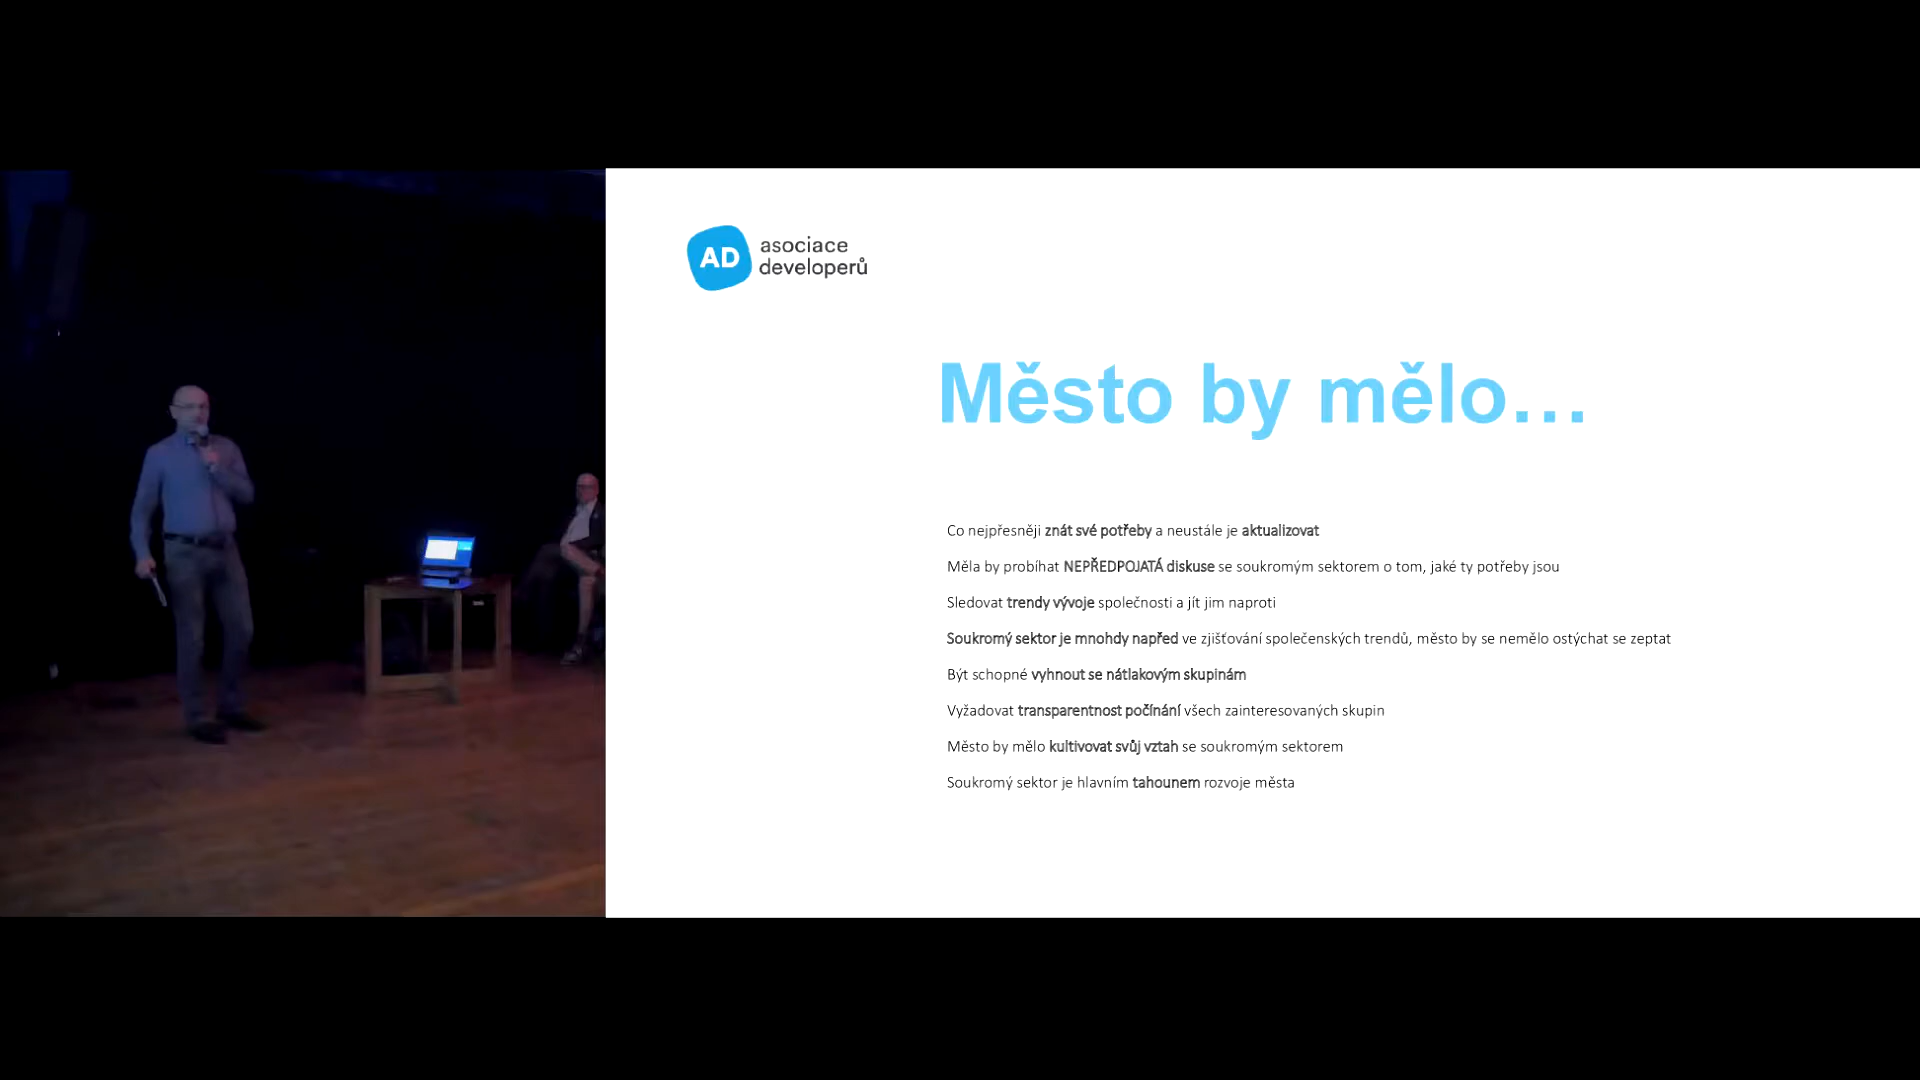 AD
asociace
developerů
Město by mělo...
Co nejpřesněji znát své potřeby a neustále je aktualizovat
Měla by probíhat NEPŘEDPOJATÁ diskuse se soukromým sektorem o tom, jaké ty potřeby jsou
Sledovat trendy vývoje společnosti a jít jim naproti
Soukromý sektor je mnohdy napřed ve zjišťování společenských trendů, město by se nemělo ostýchat se zeptat
Být schopné vyhnout se nátlakovým skupinám
Vyžadovat transparentnost počínání všech zainteresovaných skupin
Město by mělo kultivovat svůj vztah se soukromým sektorem
Soukromý sektor je hlavním tahounem rozvoje města